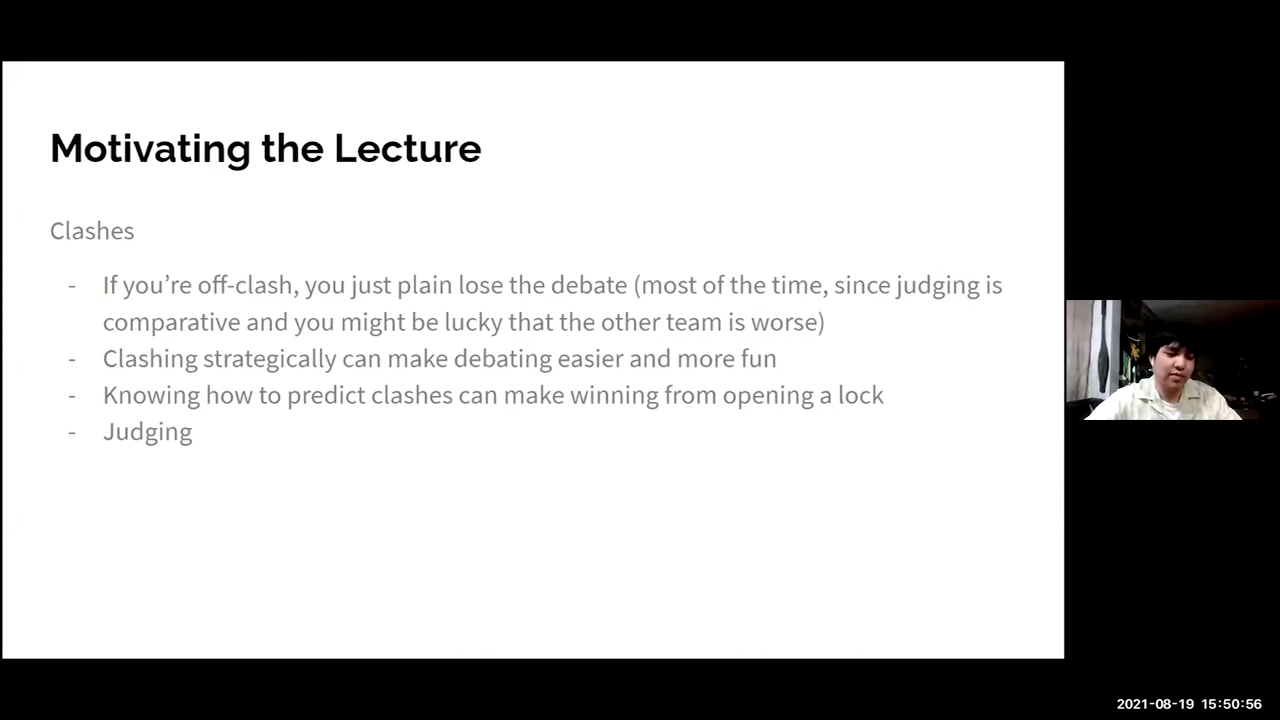 Motivating the Lecture
Clashes
- If you’re off-clash, you just plain lose the debate (most of the time, since judging is
comparative and you might be lucky that the other team is worse)
- Clashing strategically can make debating easier and more fun
- Knowing how to predict clashes can make winning from opening a lock
- Judging
2021-08-19 15:50:56